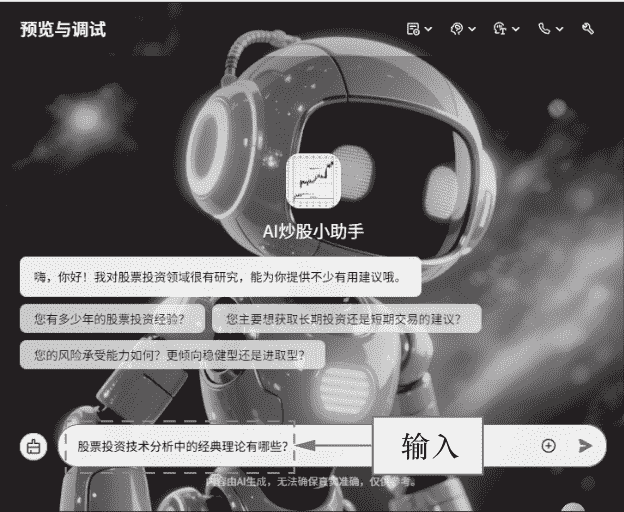 预览与调试
AI炒股小助手
嗨，你好！我对股票投资领域很有研究，能为你提供不少有用建议哦。
您有多少年的股票投资经验？
您主要想获取长期投资还是短期交易的建议？
您的风险承受能力如何？更倾向稳健型还是进取型？
股票投资技术分析中的经典理论有哪些？
输入
内容由AI生成，无法确保真实准确，仅供参考。